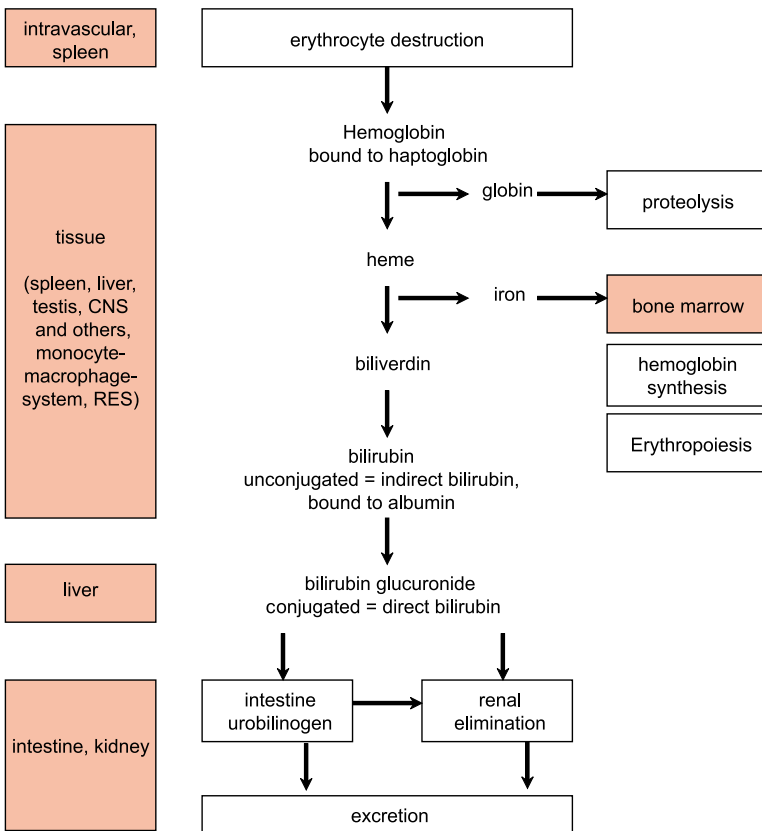 intravascular,
spleen
erythrocyte destruction
Hemoglobin
bound to haptoglobin
globin
proteolysis
tissue
(spleen, liver,
testis, CNS
and others,
monocyte-
macrophage-
system, RES)
heme
iron
bone marrow
biliverdin
hemoglobin
synthesis
Erythropoiesis
bilirubin
unconjugated = indirect bilirubin,
bound to albumin
liver
bilirubin glucuronide
conjugated = direct bilirubin
intestine, kidney
intestine
urobilinogen
renal
elimination
excretion